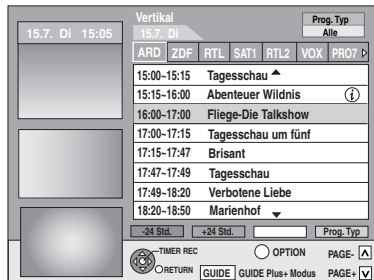 Vertikal
Prog. Typ
15.7. Di 15:05
15.7. Di
Alle
ARD ZDF RTL SAT1 RTL2 VOX PRO7
15:00~15:15 Tagesschau
15:15~16:00 Abenteuer Wildnis i
16:00~17:00 Fliege-Die Talkshow
17:00~17:15 Tagesschau um fünf
17:15~17:47 Brisant
17:47~17:49 Tagesschau
17:49~18:20 Verbotene Liebe
18:20~18:50 Marienhof
-24 Std. +24 Std. Prog. Typ
TIMER REC OPTION PAGE-
RETURN GUIDE GUIDE Plus+ Modus PAGE+